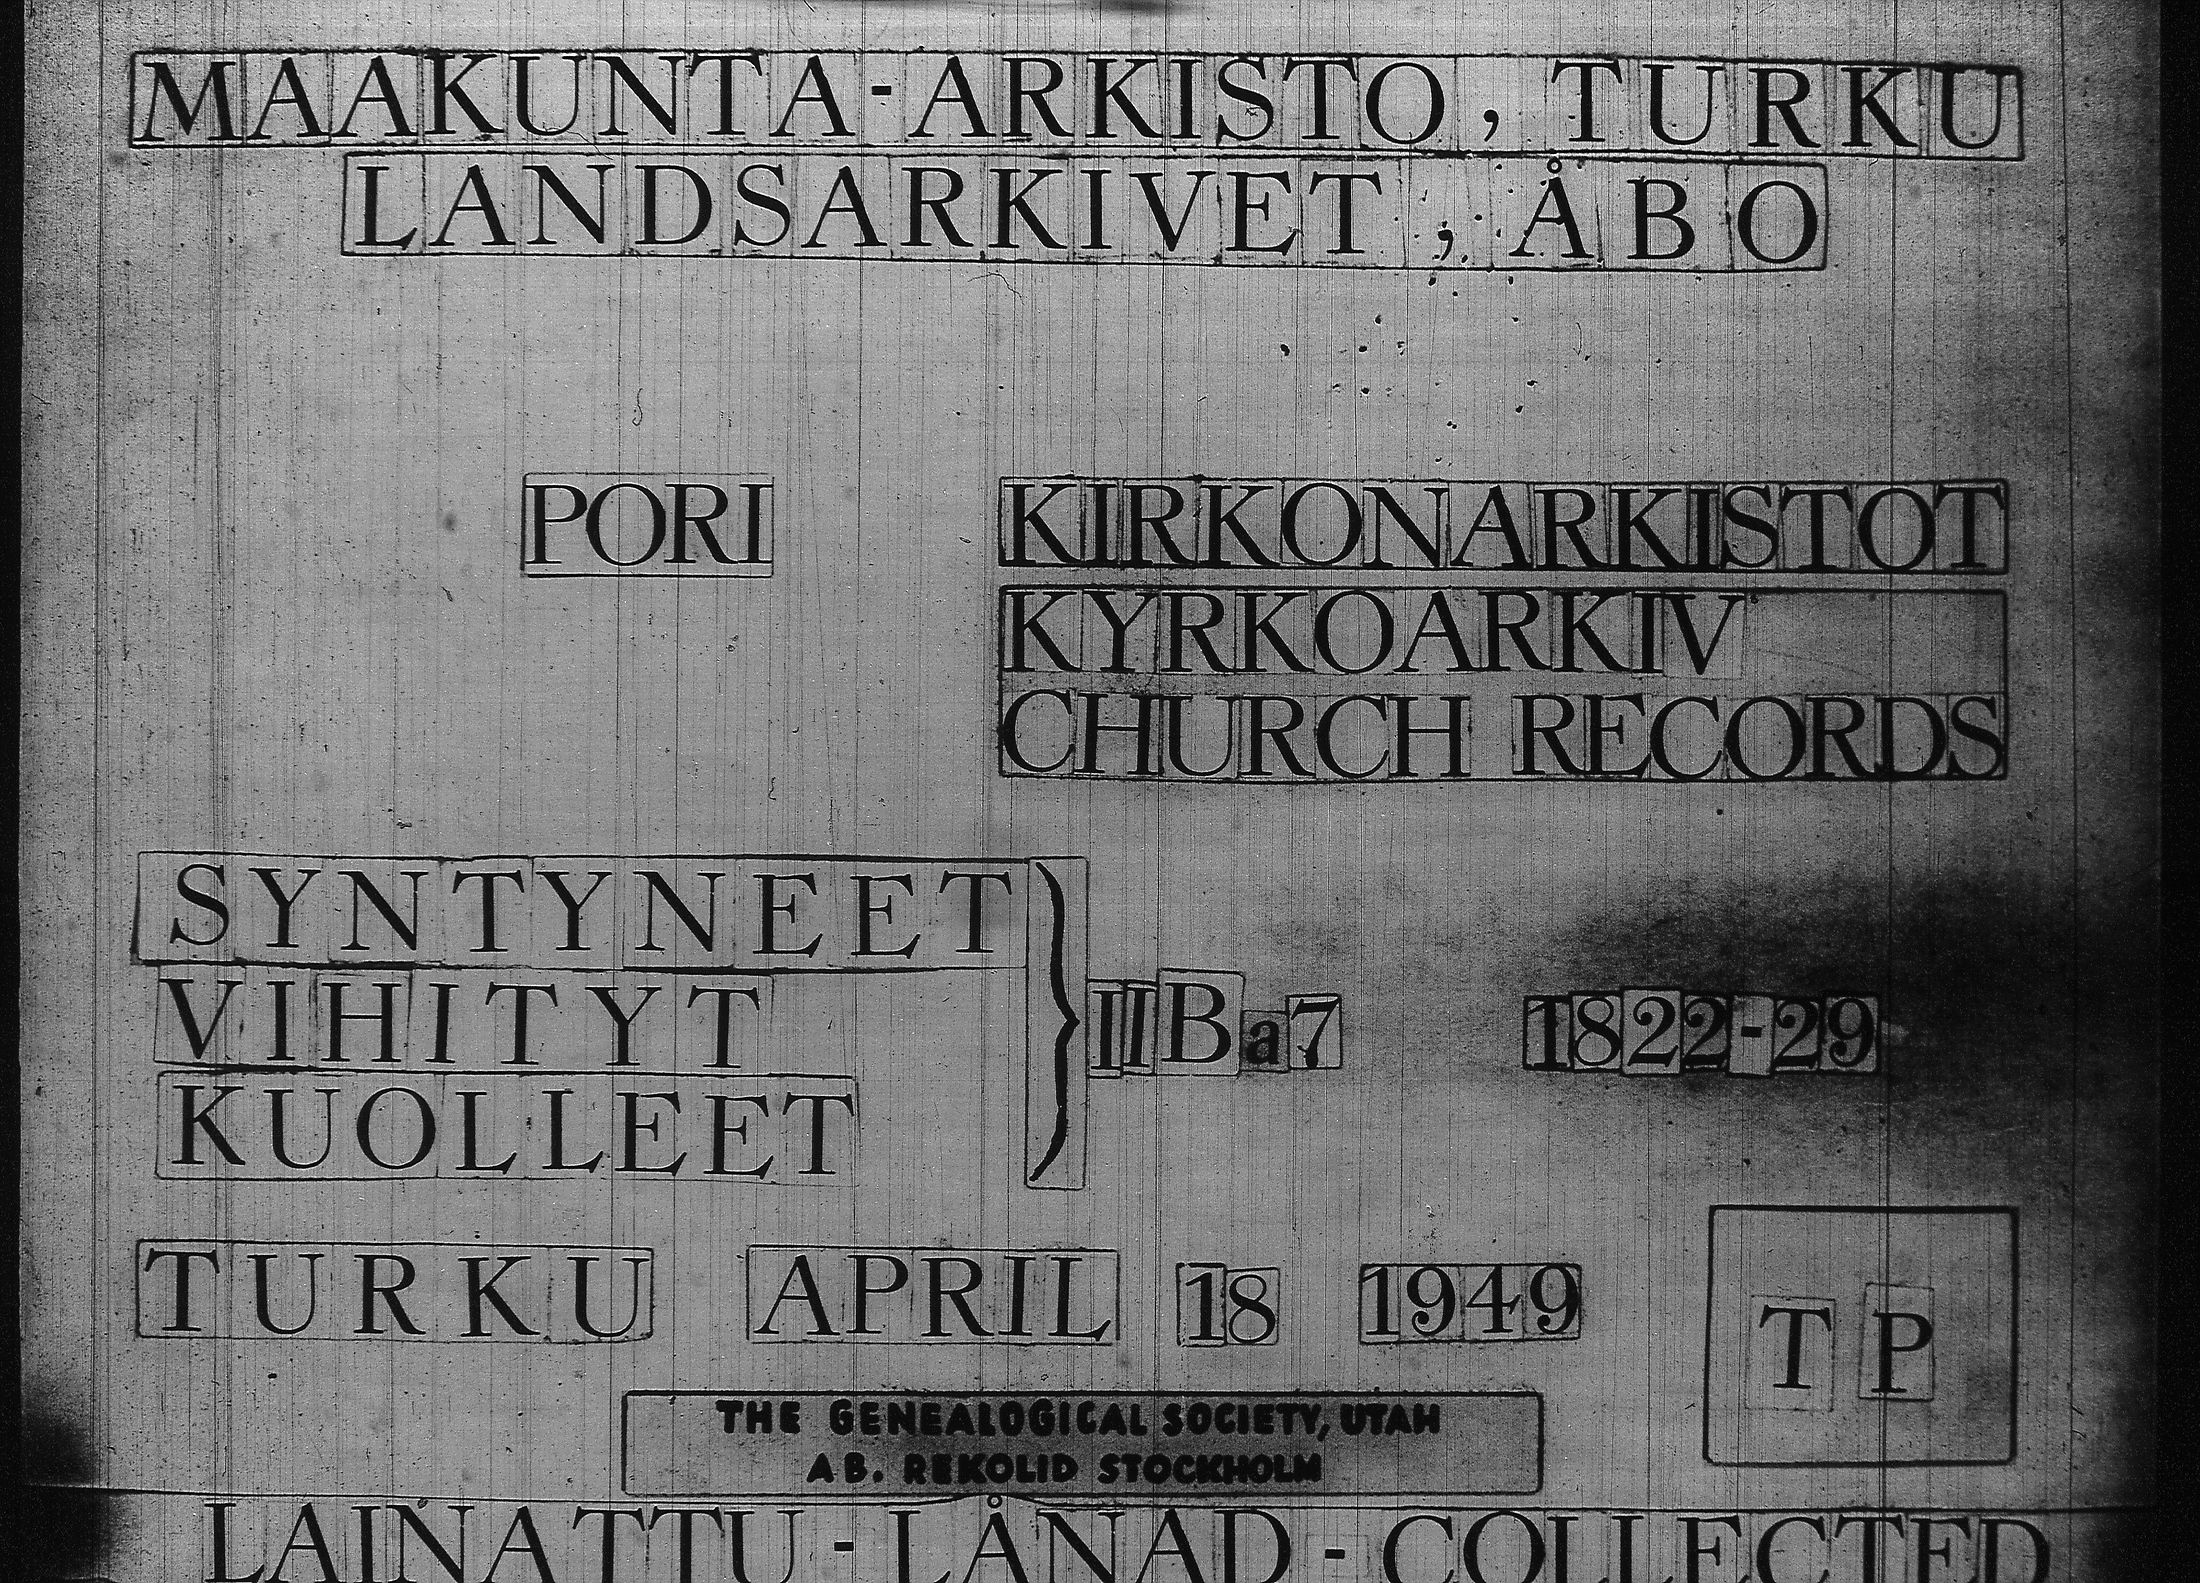 MAAKUNTA-ARKISTO, TURKU
LANDSARKIVET, ÅBO
PORI
KIRKONARKISTOT
KYRKOARKIV
CHURCH RECORDS
SYNTYNEET
VIHITYT
KUOLLEET
} IIBa7 1822-29
TURKU APRIL 18 1949
TP
THE GENEALOGICAL SOCIETY, UTAH
AB. REKOLID STOCKHOLM
LAINATTU - LÅNAD - COLLECTED